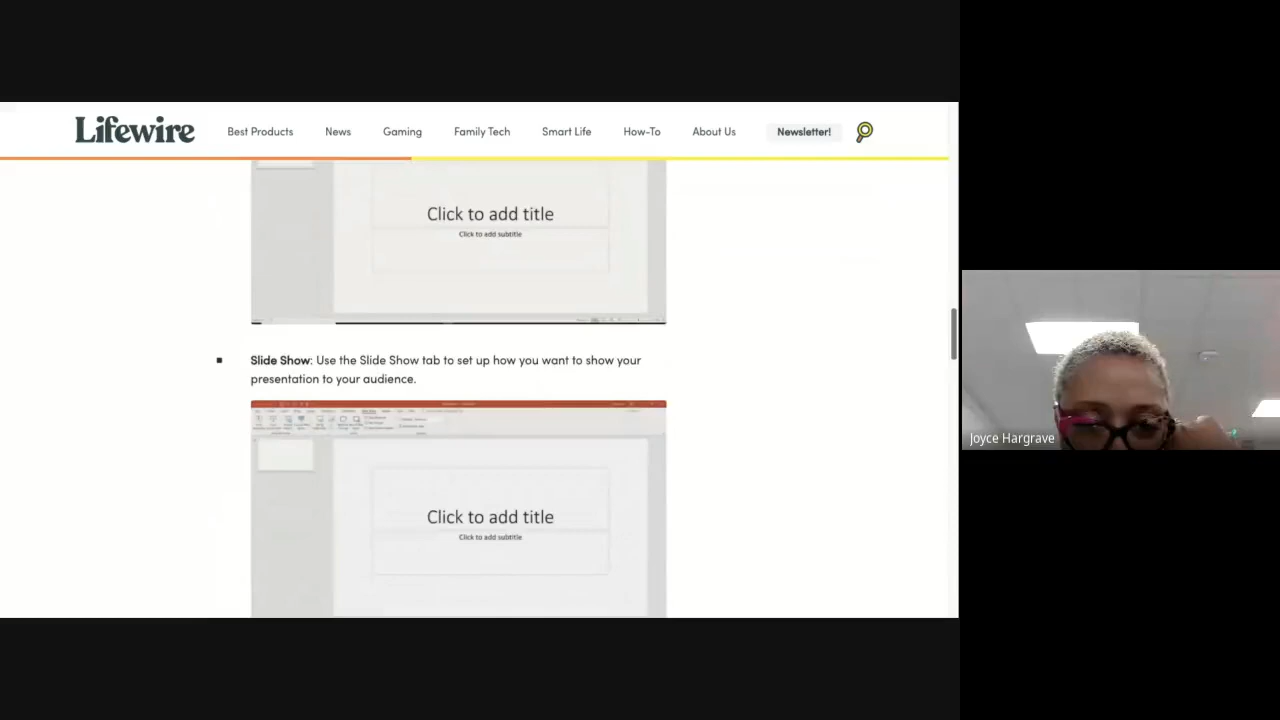 Lifewire
Best Products News Gaming Family Tech Smart Life How-To About Us Newsletter!
Click to add title
Click to add subtitle
Slide Show: Use the Slide Show tab to set up how you want to show your
presentation to your audience.
Click to add title
Click to add subtitle
Joyce Hargrave